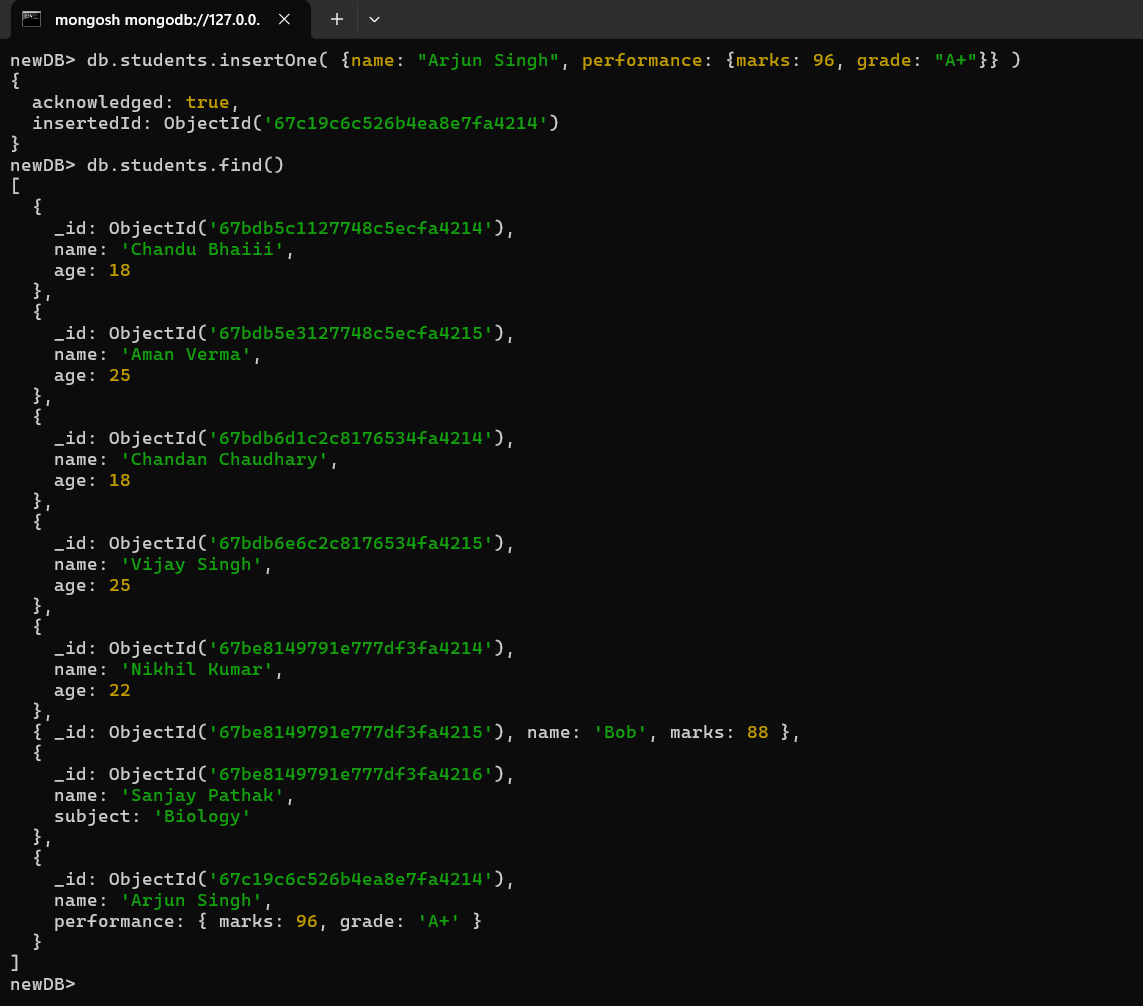 mongosh mongodb://127.0.0.
newDB> db.students.insertOne( {name: "Arjun Singh", performance: {marks: 96, grade: "A+"}} )
{
  acknowledged: true,
  insertedId: ObjectId('67c19c6c526b4ea8e7fa4214')
}
newDB> db.students.find()
[
  {
    _id: ObjectId('67bdb5c1127748c5ecfa4214'),
    name: 'Chandu Bhaiii',
    age: 18
  },
  {
    _id: ObjectId('67bdb5e3127748c5ecfa4215'),
    name: 'Aman Verma',
    age: 25
  },
  {
    _id: ObjectId('67bdb6d1c2c8176534fa4214'),
    name: 'Chandan Chaudhary',
    age: 18
  },
  {
    _id: ObjectId('67bdb6e6c2c8176534fa4215'),
    name: 'Vijay Singh',
    age: 25
  },
  {
    _id: ObjectId('67be8149791e777df3fa4214'),
    name: 'Nikhil Kumar',
    age: 22
  },
  { _id: ObjectId('67be8149791e777df3fa4215'), name: 'Bob', marks: 88 },
  {
    _id: ObjectId('67be8149791e777df3fa4216'),
    name: 'Sanjay Pathak',
    subject: 'Biology'
  },
  {
    _id: ObjectId('67c19c6c526b4ea8e7fa4214'),
    name: 'Arjun Singh',
    performance: { marks: 96, grade: 'A+' }
  }
]
newDB>